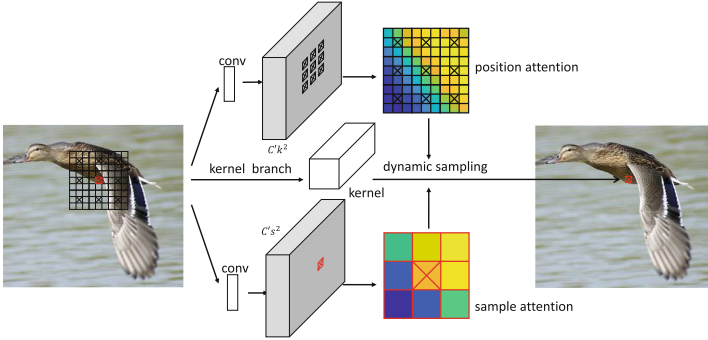 conv
C'k²
position attention
kernel branch
kernel
dynamic sampling
C's²
conv
sample attention